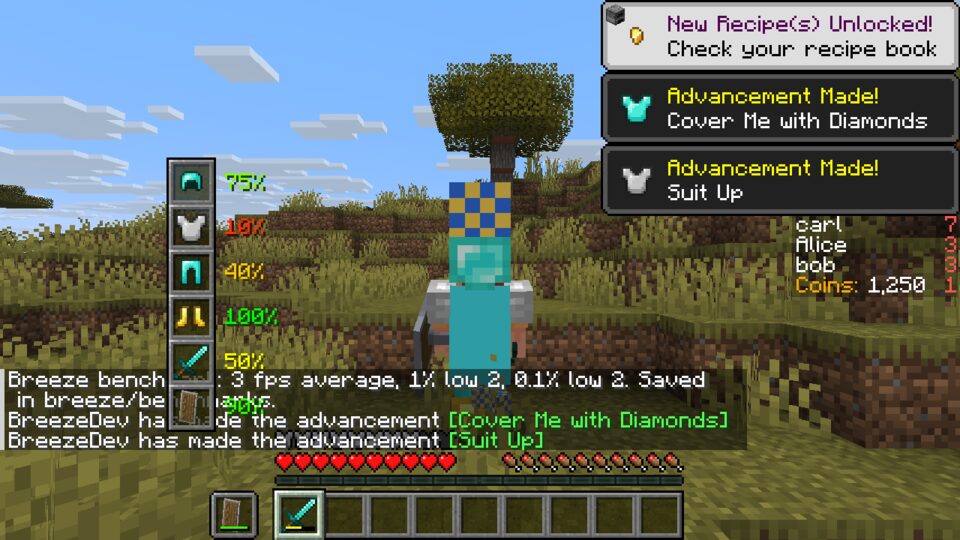 New Recipe(s) Unlocked!
Check your recipe book
Advancement Made!
Cover Me with Diamonds
Advancement Made!
Suit Up
75%
10%
40%
100%
50%
90%
carl 7
Alice 3
bob 3
Coins: 1,250 1
Breeze bench : 3 fps average, 1% low 2, 0.1% low 2. Saved
in breeze/benchmarks.
BreezeDev has made the advancement [Cover Me with Diamonds]
BreezeDev has made the advancement [Suit Up]